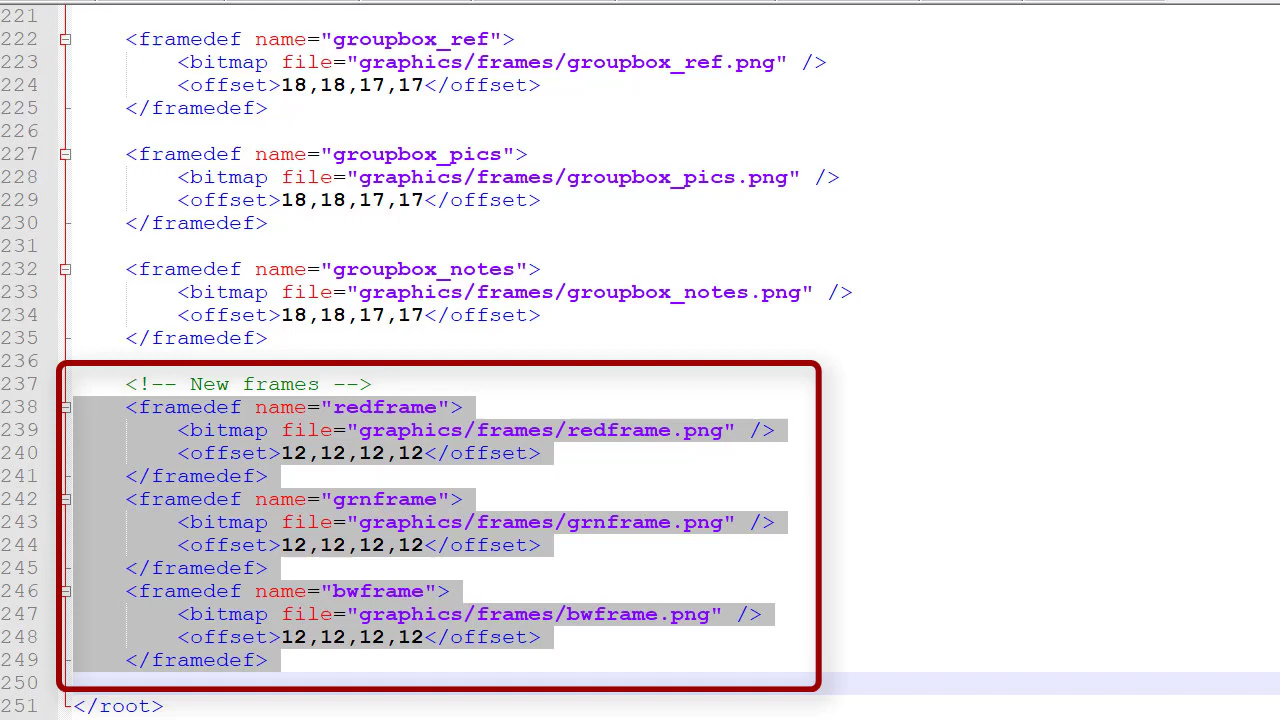 221
222 <framedef name="groupbox_ref">
223 <bitmap file="graphics/frames/groupbox_ref.png" />
224 <offset>18,18,17,17</offset>
225 </framedef>
226
227 <framedef name="groupbox_pics">
228 <bitmap file="graphics/frames/groupbox_pics.png" />
229 <offset>18,18,17,17</offset>
230 </framedef>
231
232 <framedef name="groupbox_notes">
233 <bitmap file="graphics/frames/groupbox_notes.png" />
234 <offset>18,18,17,17</offset>
235 </framedef>
236
237 <!-- New frames -->
238 <framedef name="redframe">
239 <bitmap file="graphics/frames/redframe.png" />
240 <offset>12,12,12,12</offset>
241 </framedef>
242 <framedef name="grnframe">
243 <bitmap file="graphics/frames/grnframe.png" />
244 <offset>12,12,12,12</offset>
245 </framedef>
246 <framedef name="bwframe">
247 <bitmap file="graphics/frames/bwframe.png" />
248 <offset>12,12,12,12</offset>
249 </framedef>
250
251 </root>